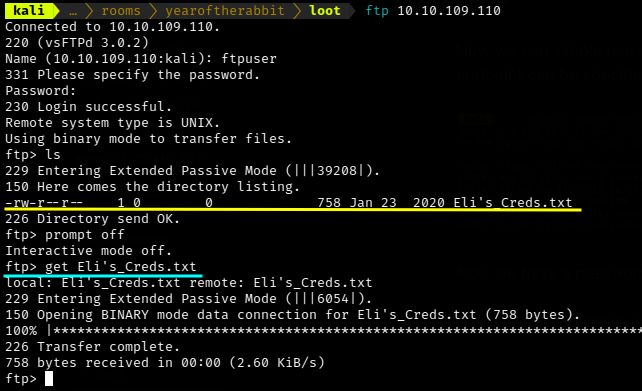 kali … rooms yearoftherabbit loot ftp 10.10.109.110
Connected to 10.10.109.110.
220 (vsFTPd 3.0.2)
Name (10.10.109.110:kali): ftpuser
331 Please specify the password.
Password:
230 Login successful.
Remote system type is UNIX.
Using binary mode to transfer files.
ftp> ls
229 Entering Extended Passive Mode (|||39208|).
150 Here comes the directory listing.
-rw-r--r--    1 0        0             758 Jan 23  2020 Eli's_Creds.txt
226 Directory send OK.
ftp> prompt off
Interactive mode off.
ftp> get Eli's_Creds.txt
local: Eli's_Creds.txt remote: Eli's_Creds.txt
229 Entering Extended Passive Mode (|||6054|).
150 Opening BINARY mode data connection for Eli's_Creds.txt (758 bytes).
100% |*************************************************************************
226 Transfer complete.
758 bytes received in 00:00 (2.60 KiB/s)
ftp>